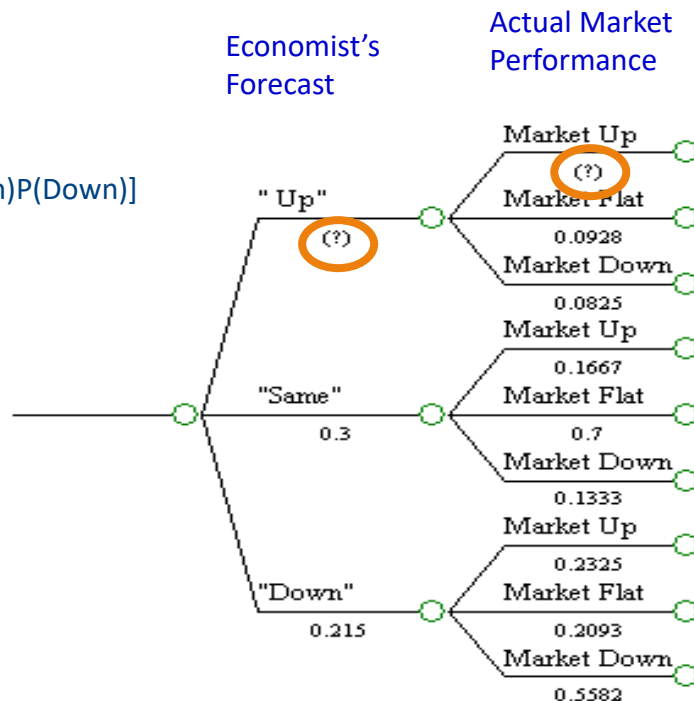 Economist's
Forecast
Actual Market
Performance
)P(Down)]
" Up"
(?)
Market Up
(?)
Market Flat
0.0928
Market Down
0.0825
"Same"
0.3
Market Up
0.1667
Market Flat
0.7
Market Down
0.1333
"Down"
0.215
Market Up
0.2325
Market Flat
0.2093
Market Down
0.5582